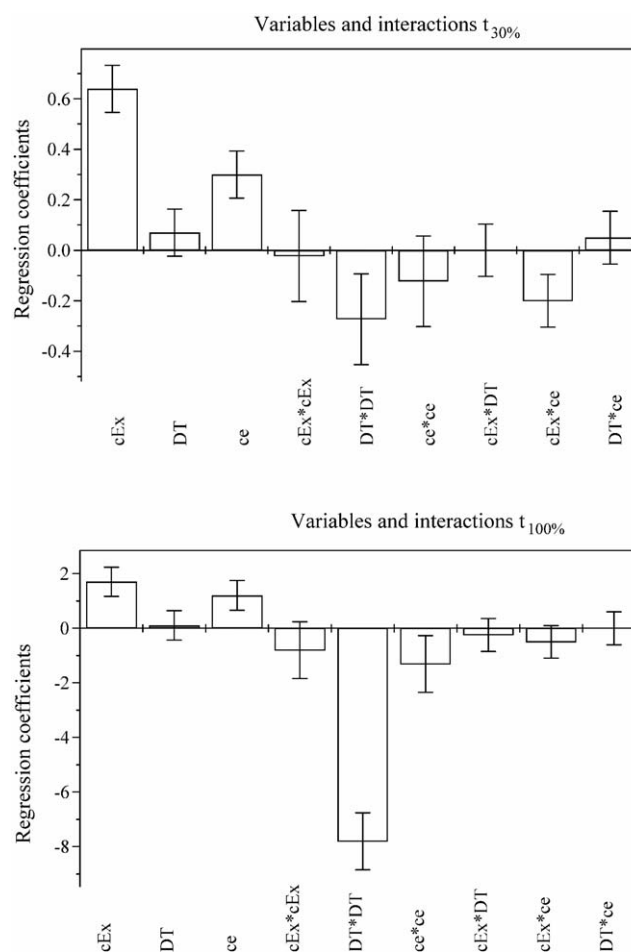 Variables and interactions t30%
Regression coefficients
0.6
0.4
0.2
0.0
-0.2
-0.4
cEx DT ce cEx*cEx DT*DT ce*ce cEx*DT cEx*ce DT*ce
Variables and interactions t100%
Regression coefficients
2
0
-2
-4
-6
-8
cEx DT ce cEx*cEx DT*DT ce*ce cEx*DT cEx*ce DT*ce